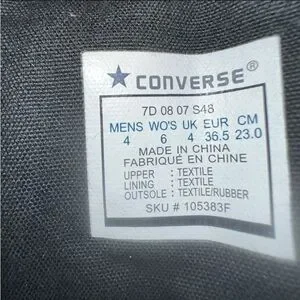 CONVERSE®
7D 08 07 S48
MENS WO'S UK EUR CM
4 6 4 36.5 23.0
MADE IN CHINA
FABRIQUÉ EN CHINE
UPPER : TEXTILE
LINING : TEXTILE
OUTSOLE : TEXTILE/RUBBER
SKU # 105383F